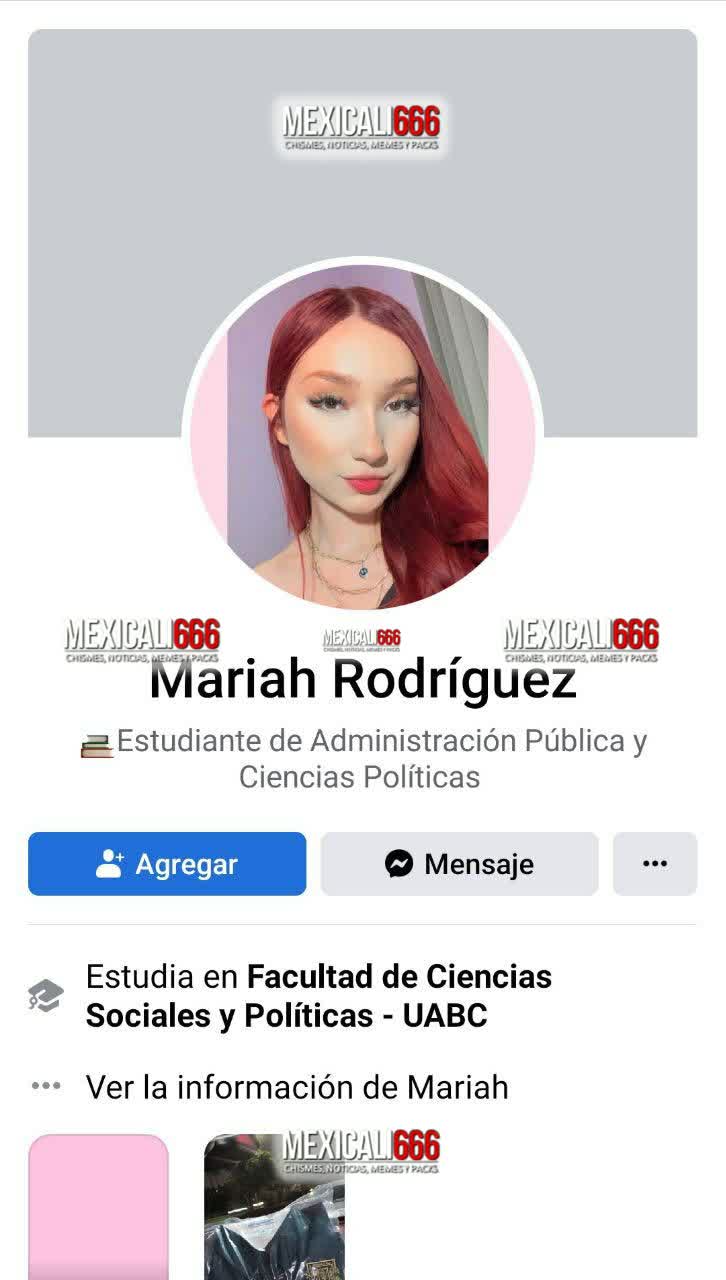 MEXICALI666
CHISMES, NOTICIAS, MEMES Y PACKS
MEXICALI666
CHISMES, NOTICIAS, MEMES Y PACKS
MEXICALI666
CHISMES, NOTICIAS, MEMES Y PACKS
MEXICALI666
CHISMES, NOTICIAS, MEMES Y PACKS
Mariah Rodríguez
Estudiante de Administración Pública y
Ciencias Políticas
Agregar
Mensaje
Estudia en Facultad de Ciencias
Sociales y Políticas - UABC
Ver la información de Mariah
MEXICALI666
CHISMES, NOTICIAS, MEMES Y PACKS